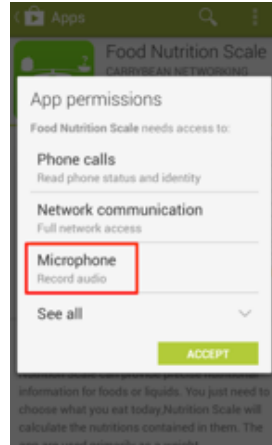 Apps
Food Nutrition Scale
CARRYBEAN NETWORKING
App permissions
Food Nutrition Scale needs access to:
Phone calls
Read phone status and identity
Network communication
Full network access
Microphone
Record audio
See all
ACCEPT
information for foods or liquids. You just need to
choose what you eat today,Nutrition Scale will
calculate the nutritions contained in them. The